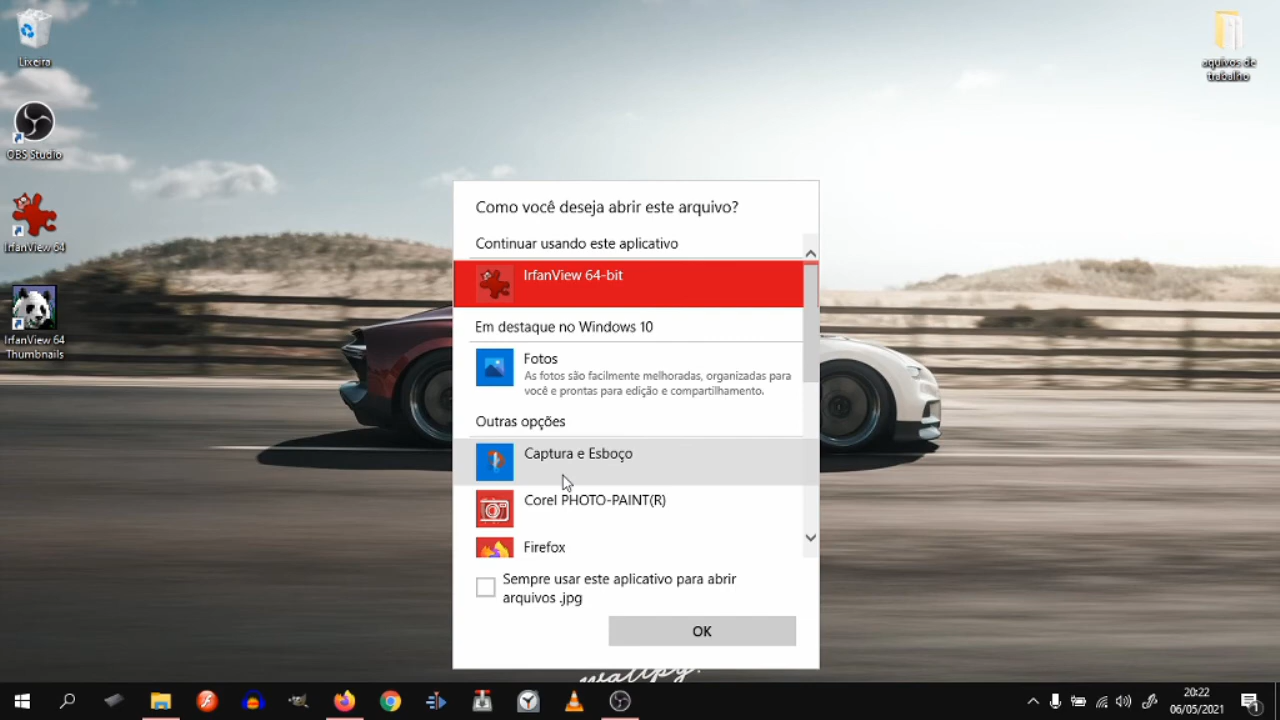 Lixeira
OBS Studio
IrfanView 64
IrfanView 64
Thumbnails
aquivos de
trabalho
Como você deseja abrir este arquivo?
Continuar usando este aplicativo
IrfanView 64-bit
Em destaque no Windows 10
Fotos
As fotos são facilmente melhoradas, organizadas para
você e prontas para edição e compartilhamento.
Outras opções
Captura e Esboço
Corel PHOTO-PAINT(R)
Firefox
Sempre usar este aplicativo para abrir
arquivos .jpg
OK
20:22
06/05/2021
1